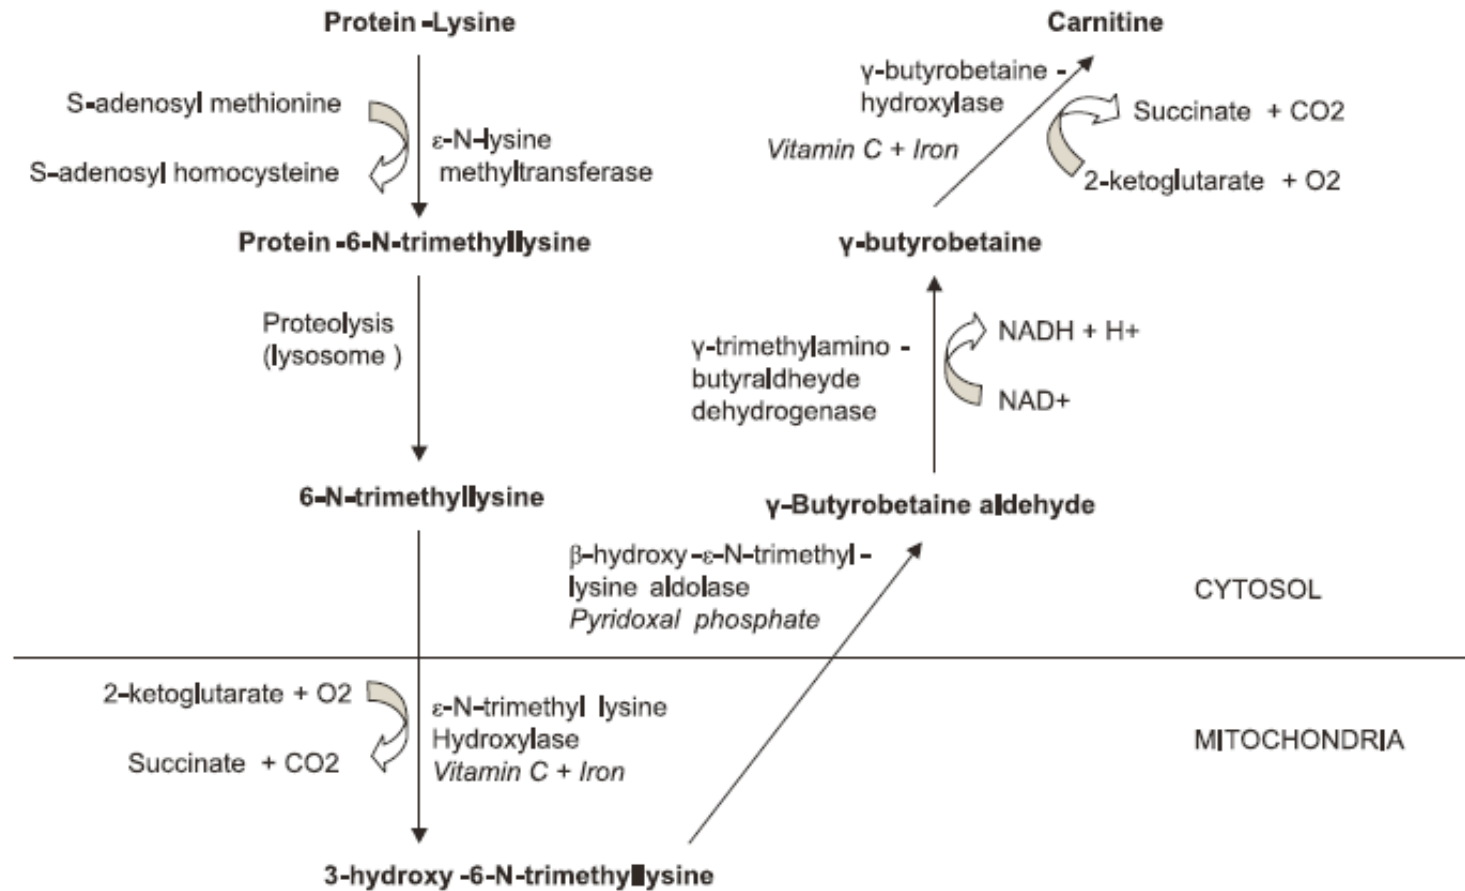 Protein-Lysine
S-adenosyl methionine
S-adenosyl homocysteine
ε-N-lysine
methyltransferase
Protein-6-N-trimethyllysine
Proteolysis
(lysosome )
6-N-trimethyllysine
2-ketoglutarate + O2
Succinate + CO2
ε-N-trimethyl lysine
Hydroxylase
Vitamin C + Iron
3-hydroxy-6-N-trimethyllysine
β-hydroxy-ε-N-trimethyl-
lysine aldolase
Pyridoxal phosphate
γ-Butyrobetaine aldehyde
γ-trimethylamino-
butyraldheyde
dehydrogenase
NADH + H+
NAD+
γ-butyrobetaine
γ-butyrobetaine-
hydroxylase
Vitamin C + Iron
Succinate + CO2
2-ketoglutarate + O2
Carnitine
CYTOSOL
MITOCHONDRIA